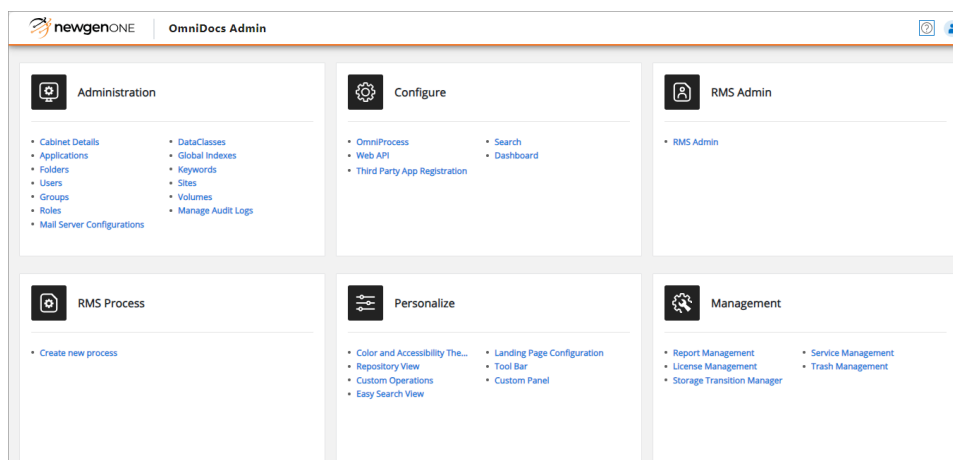 newgenONE OmniDocs Admin
Administration
Cabinet Details
Applications
Folders
Users
Groups
Roles
Mail Server Configurations
DataClasses
Global Indexes
Keywords
Sites
Volumes
Manage Audit Logs
Configure
OmniProcess
Web API
Third Party App Registration
Search
Dashboard
RMS Admin
RMS Admin
RMS Process
Create new process
Personalize
Color and Accessibility The...
Repository View
Custom Operations
Easy Search View
Landing Page Configuration
Tool Bar
Custom Panel
Management
Report Management
License Management
Storage Transition Manager
Service Management
Trash Management